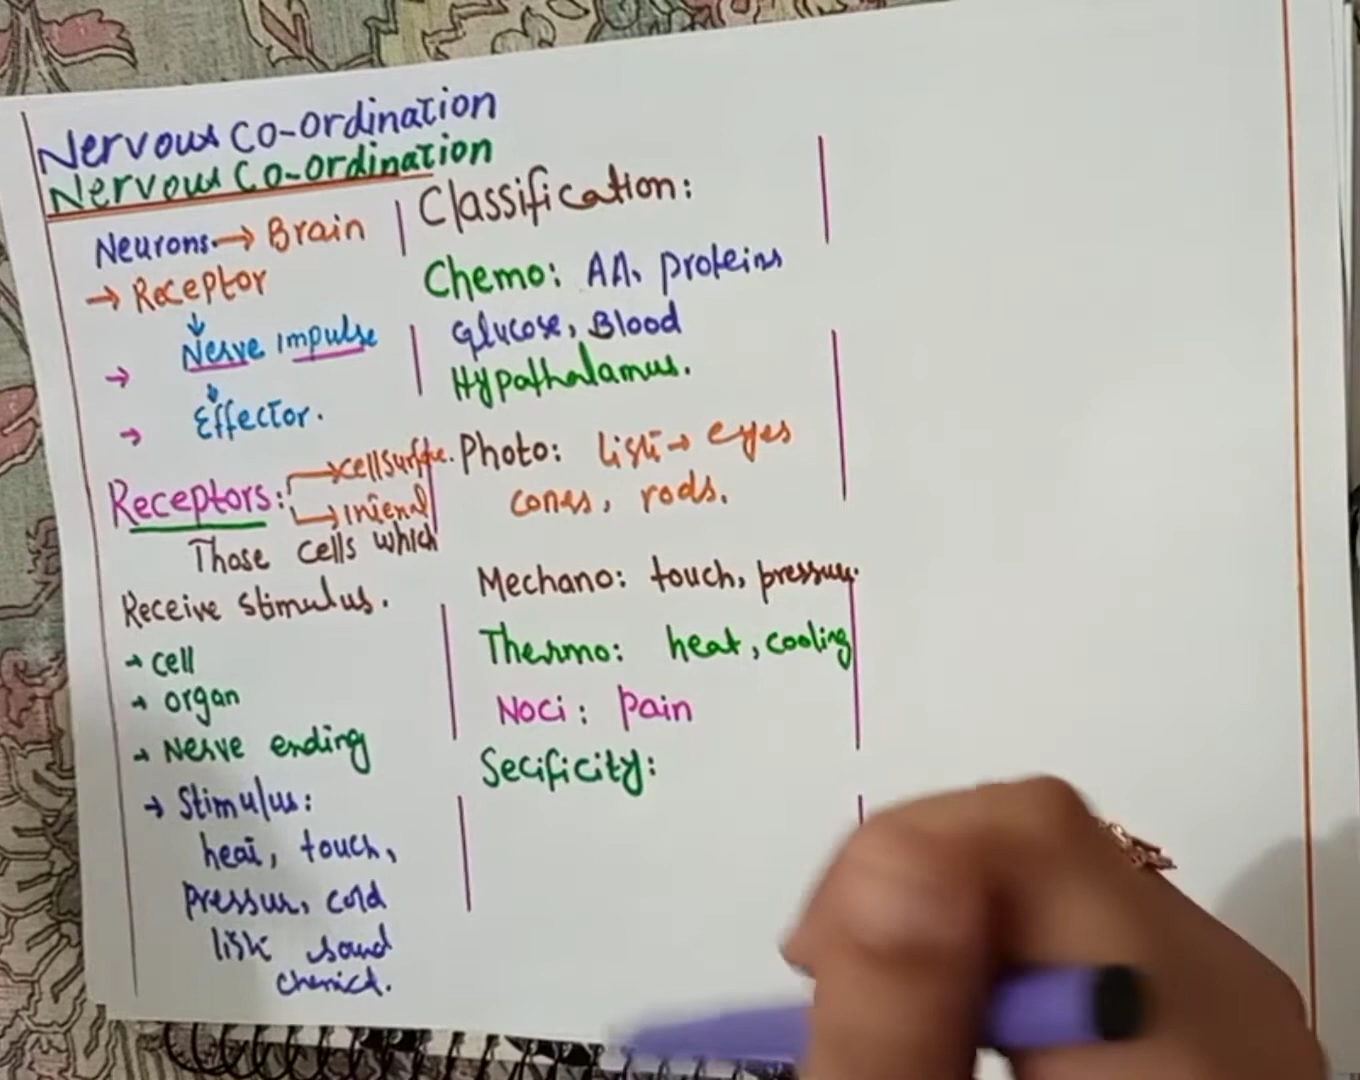 Nervous Co-ordination
Nervous Co-ordination
Neurons → Brain
→ Receptor
↓
→ Nerve impulse
↓
→ Effector.
Receptors: → cell surface.
→ internal
Those cells which
Receive stimulus.
→ cell
→ organ
→ Nerve ending
→ Stimulus:
heat, touch,
pressure, cold
light sound
chemical.
Classification:
Chemo: AA, proteins
Glucose, Blood
Hypathalamus.
Photo: light → eyes
cones, rods.
Mechano: touch, pressure.
Thermo: heat, cooling
Noci: Pain
Secificity: